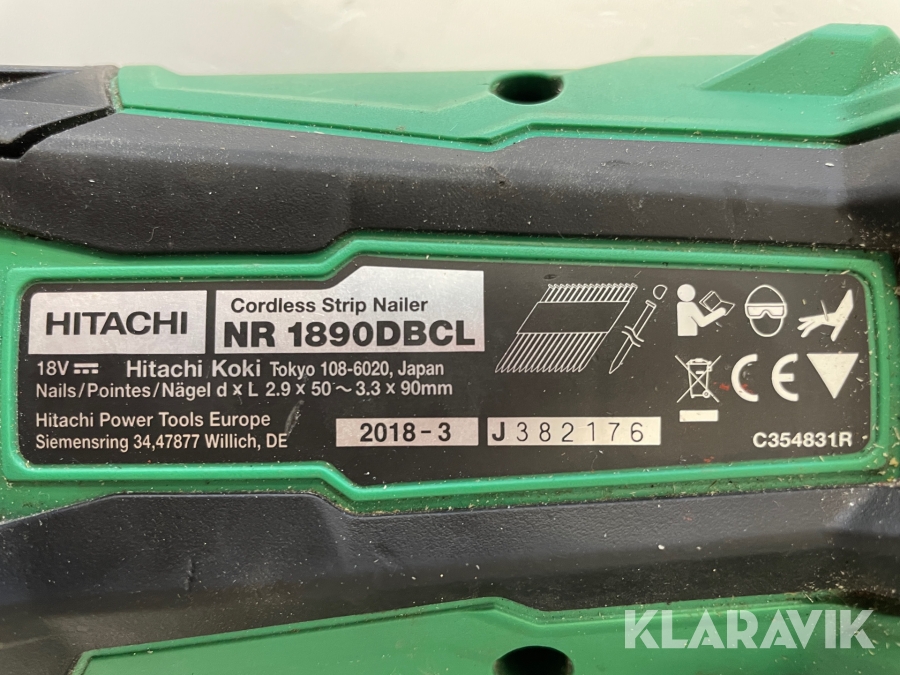 HITACHI
Cordless Strip Nailer
NR 1890DBCL
18V Hitachi Koki Tokyo 108-6020, Japan
Nails/Pointes/Nägel d x L 2.9 x 50 ~ 3.3 x 90mm
Hitachi Power Tools Europe
Siemensring 34,47877 Willich, DE
2018-3
J382176
CE
C354831R
KLARAVIK